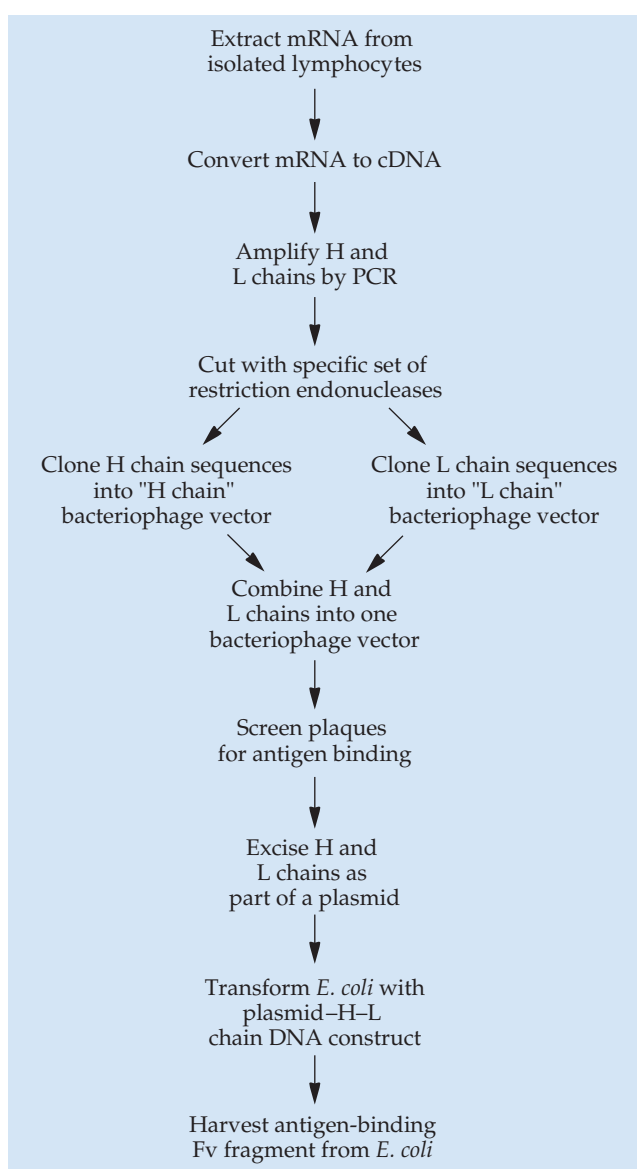 Extract mRNA from
isolated lymphocytes
Convert mRNA to cDNA
Amplify H and
L chains by PCR
Cut with specific set of
restriction endonucleases
Clone H chain sequences
into "H chain"
bacteriophage vector
Clone L chain sequences
into "L chain"
bacteriophage vector
Combine H and
L chains into one
bacteriophage vector
Screen plaques
for antigen binding
Excise H and
L chains as
part of a plasmid
Transform E. coli with
plasmid–H–L
chain DNA construct
Harvest antigen-binding
Fv fragment from E. coli